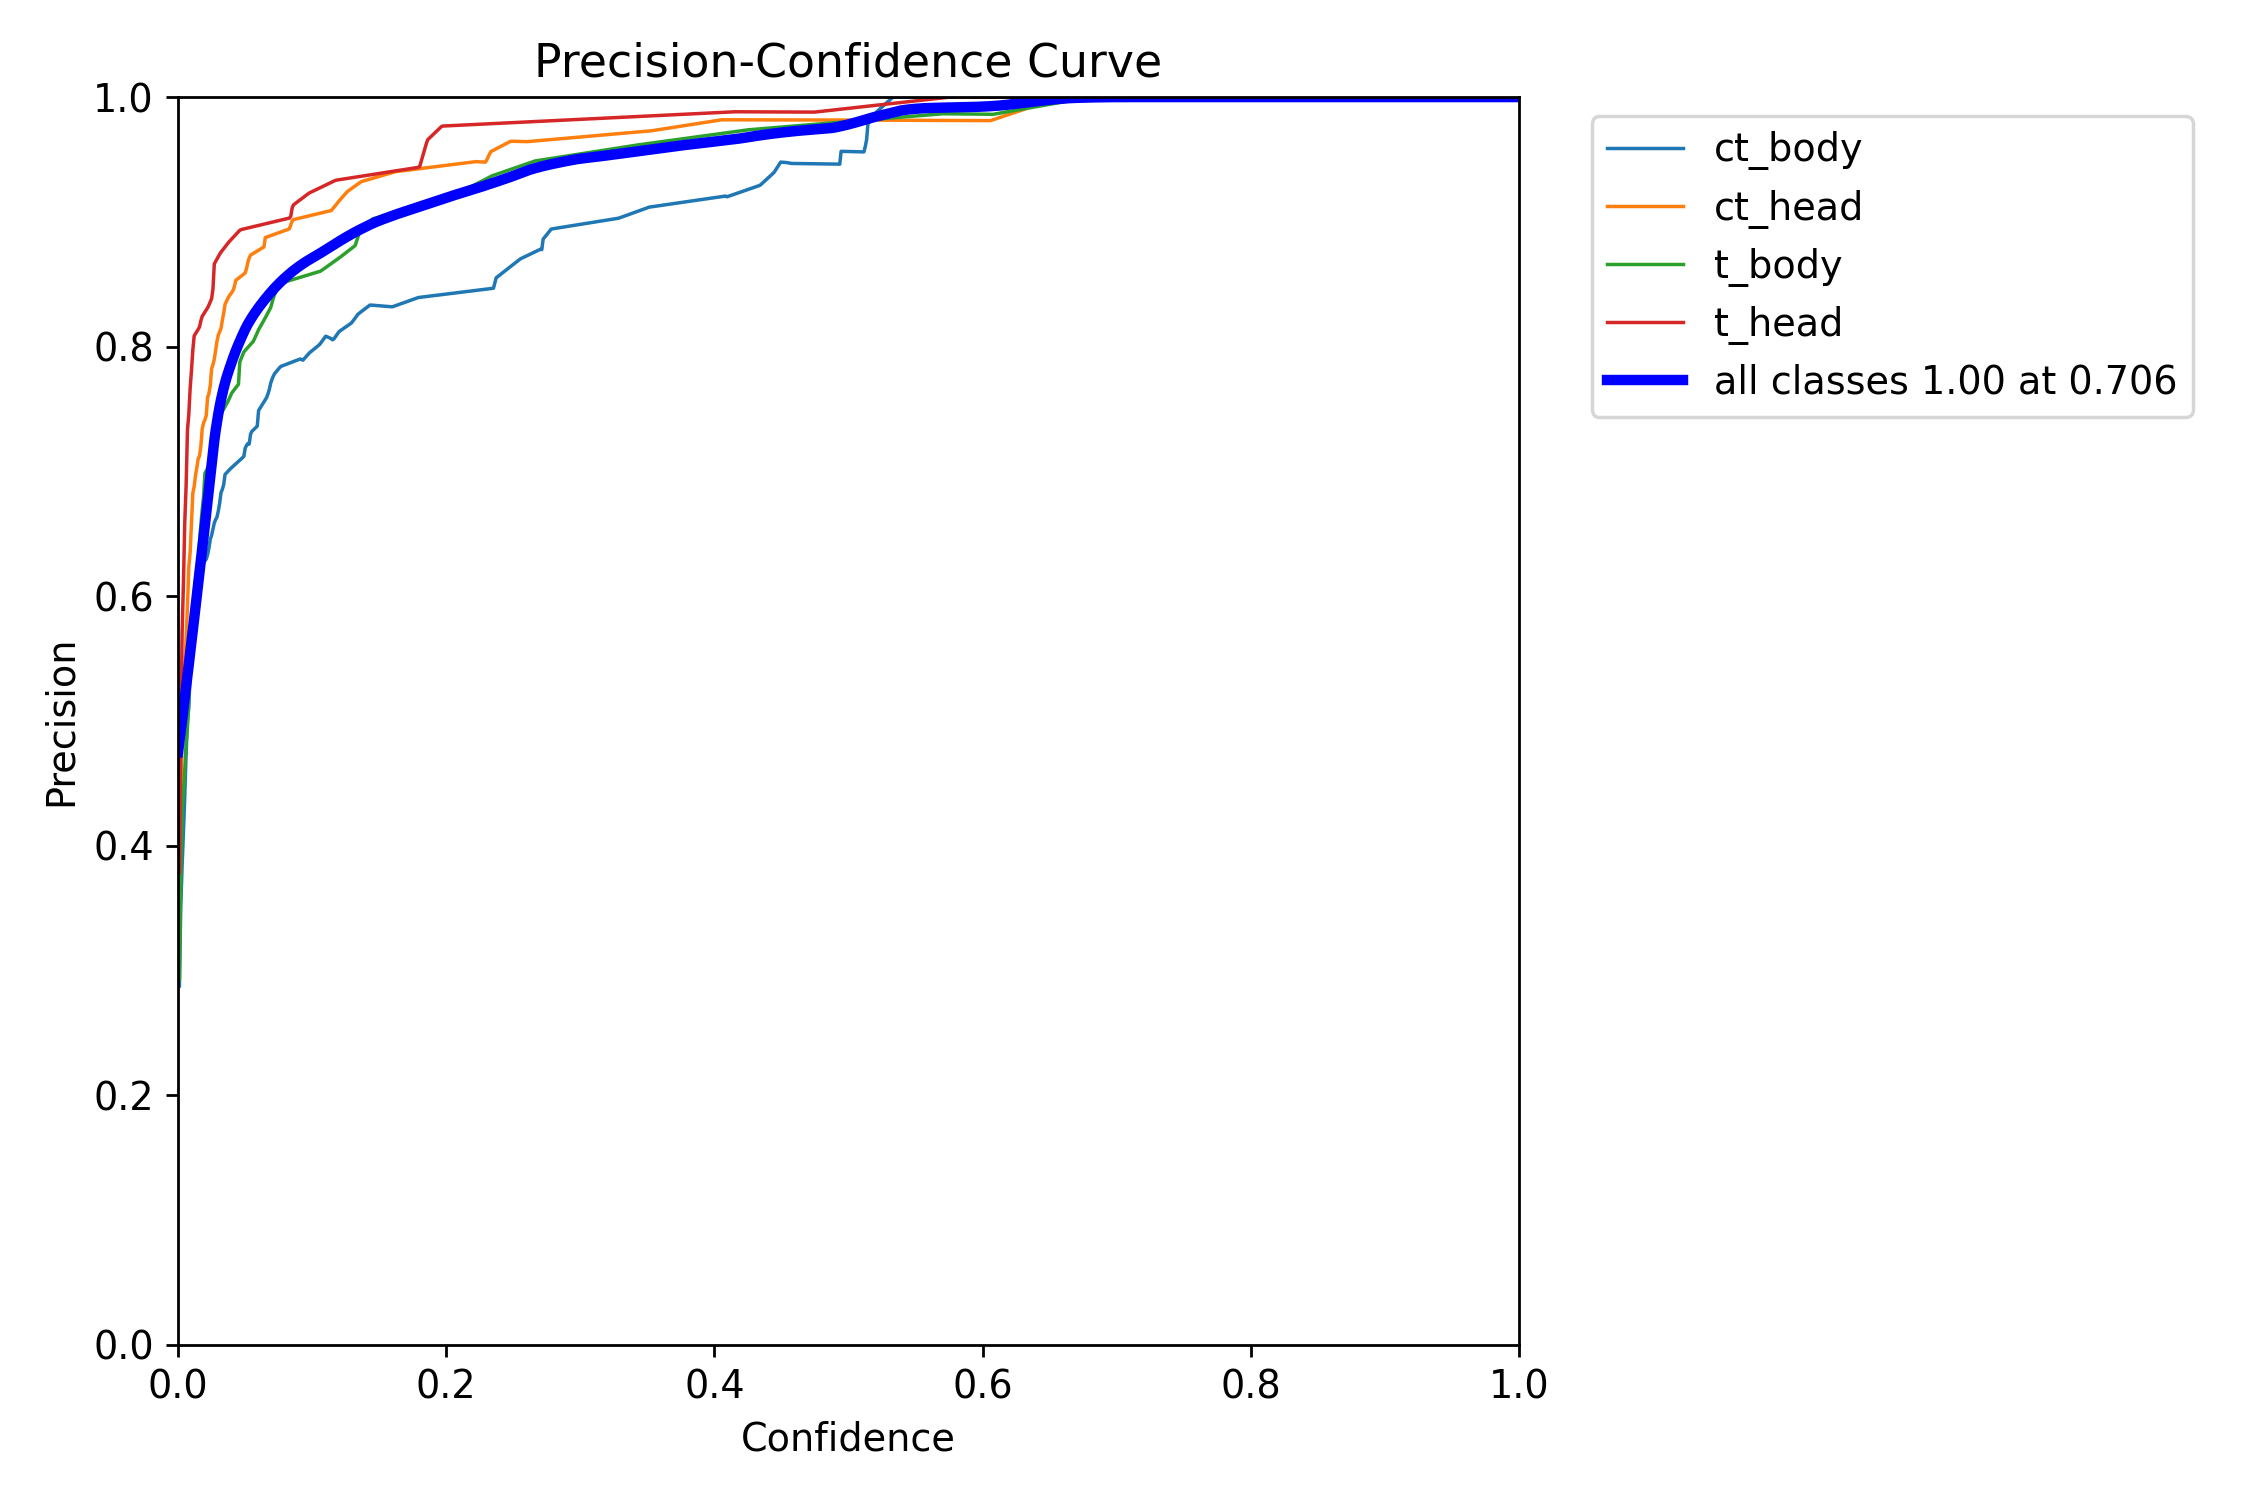 Precision-Confidence Curve
1.0
0.8
0.6
0.4
0.2
0.0
Precision
0.0 0.2 0.4 0.6 0.8 1.0
Confidence
ct_body
ct_head
t_body
t_head
all classes 1.00 at 0.706